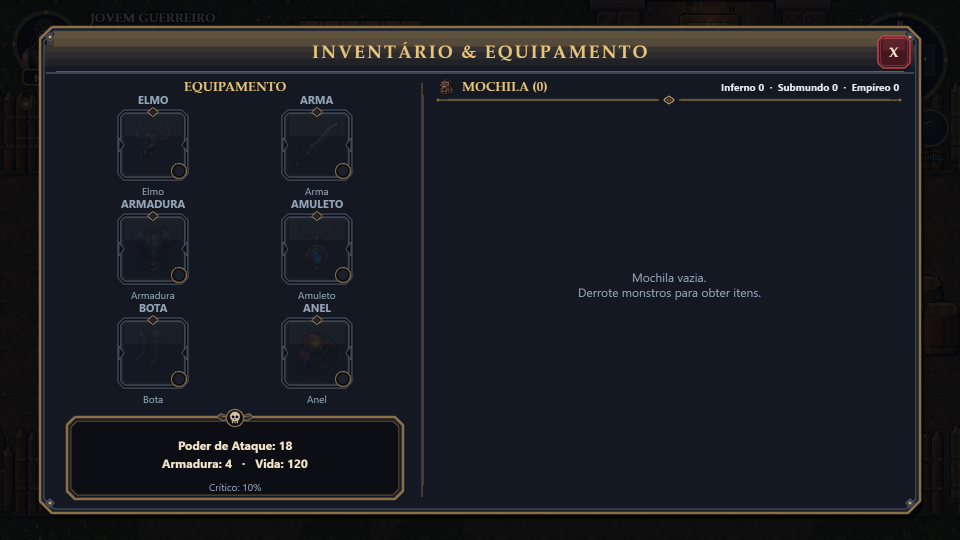 JOVEM GUERREIRO
INVENTÁRIO & EQUIPAMENTO
X
EQUIPAMENTO
ELMO
ARMA
Elmo
Arma
ARMADURA
AMULETO
Armadura
Amuleto
BOTA
ANEL
Bota
Anel
Poder de Ataque: 18
Armadura: 4 · Vida: 120
Crítico: 10%
MOCHILA (0)
Inferno 0 · Submundo 0 · Empíreo 0
Mochila vazia.
Derrote monstros para obter itens.